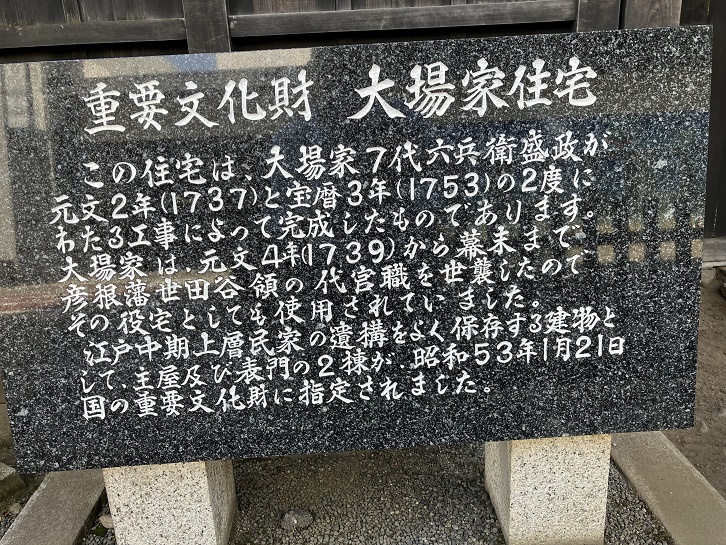 重要文化財 大場家住宅
この住宅は、大場家7代六兵衛盛政が
元文2年(1737)と宝暦3年(1753)の2度に
わたる工事によって完成したものであります。
大場家は、元文4年(1739)から幕末まで
彦根藩世田谷領の代官職を世襲したので
その役宅としても使用されていました。
江戸中期上層民家の遺構をよく保存する建物と
して、主屋及び表門の2棟が、昭和53年1月21日
国の重要文化財に指定されました。